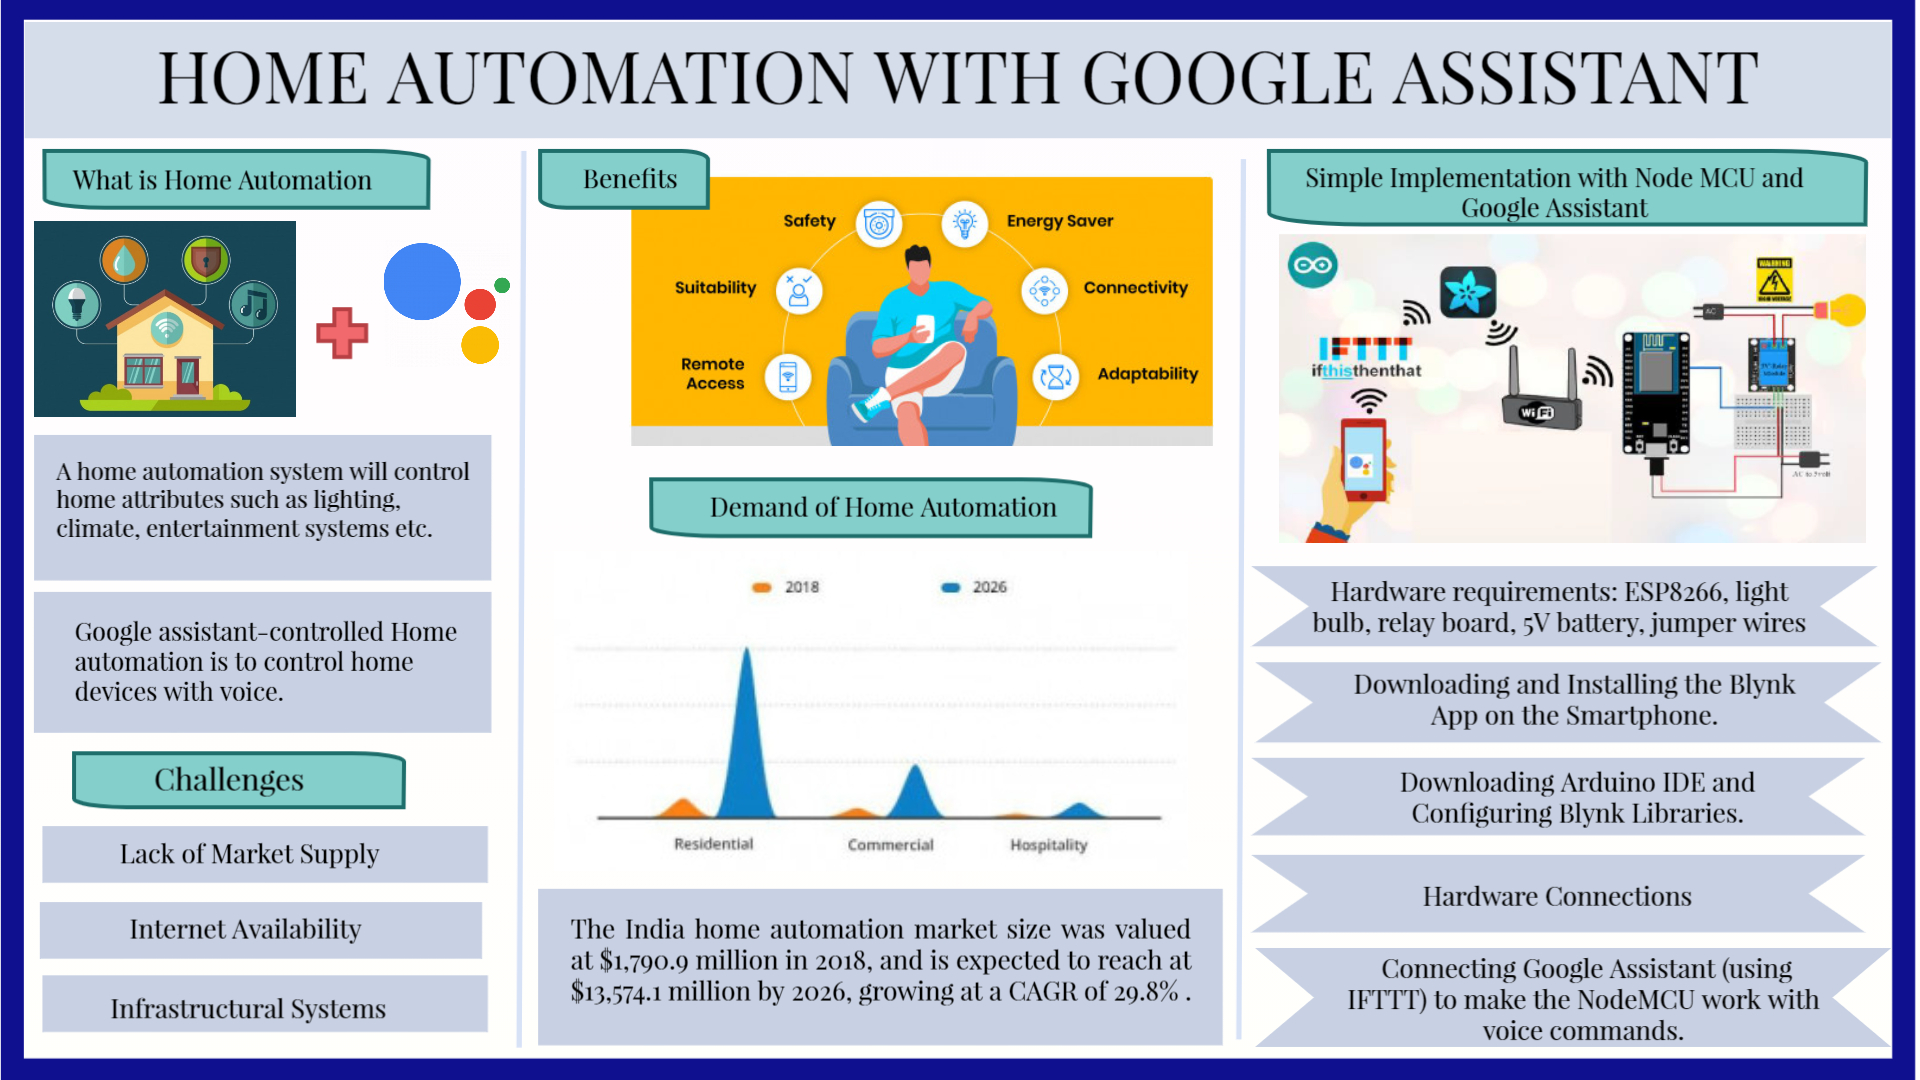 HOME AUTOMATION WITH GOOGLE ASSISTANT
What is Home Automation
A home automation system will control
home attributes such as lighting,
climate, entertainment systems etc.
Google assistant-controlled Home
automation is to control home
devices with voice.
Challenges
Lack of Market Supply
Internet Availability
Infrastructural Systems
Benefits
Safety
Energy Saver
Suitability
Connectivity
Remote
Access
Adaptability
Demand of Home Automation
2018
2026
Residential
Commercial
Hospitality
The India home automation market size was valued
at $1,790.9 million in 2018, and is expected to reach at
$13,574.1 million by 2026, growing at a CAGR of 29.8% .
Simple Implementation with Node MCU and
Google Assistant
WARNING
AC
IFTTT
ifthisthenthat
WiFi
Hardware requirements: ESP8266, light
bulb, relay board, 5V battery, jumper wires
Downloading and Installing the Blynk
App on the Smartphone.
Downloading Arduino IDE and
Configuring Blynk Libraries.
Hardware Connections
Connecting Google Assistant (using
IFTTT) to make the NodeMCU work with
voice commands.